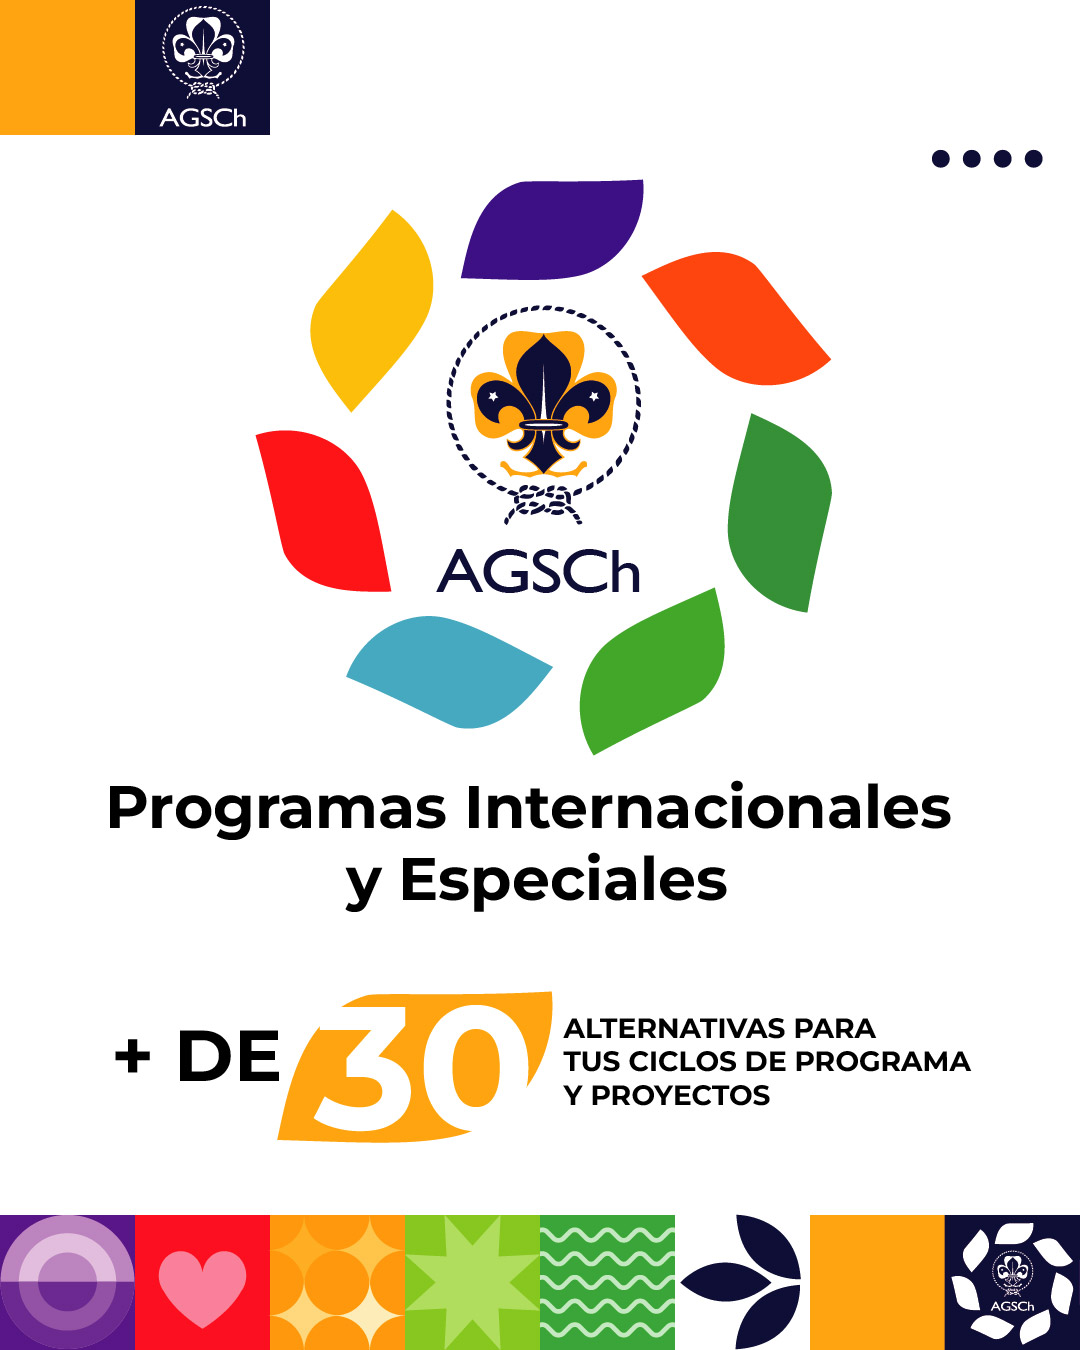 AGSCh
AGSCh
Programas Internacionales
y Especiales
+ DE 30
ALTERNATIVAS PARA
TUS CICLOS DE PROGRAMA
Y PROYECTOS
AGSCh